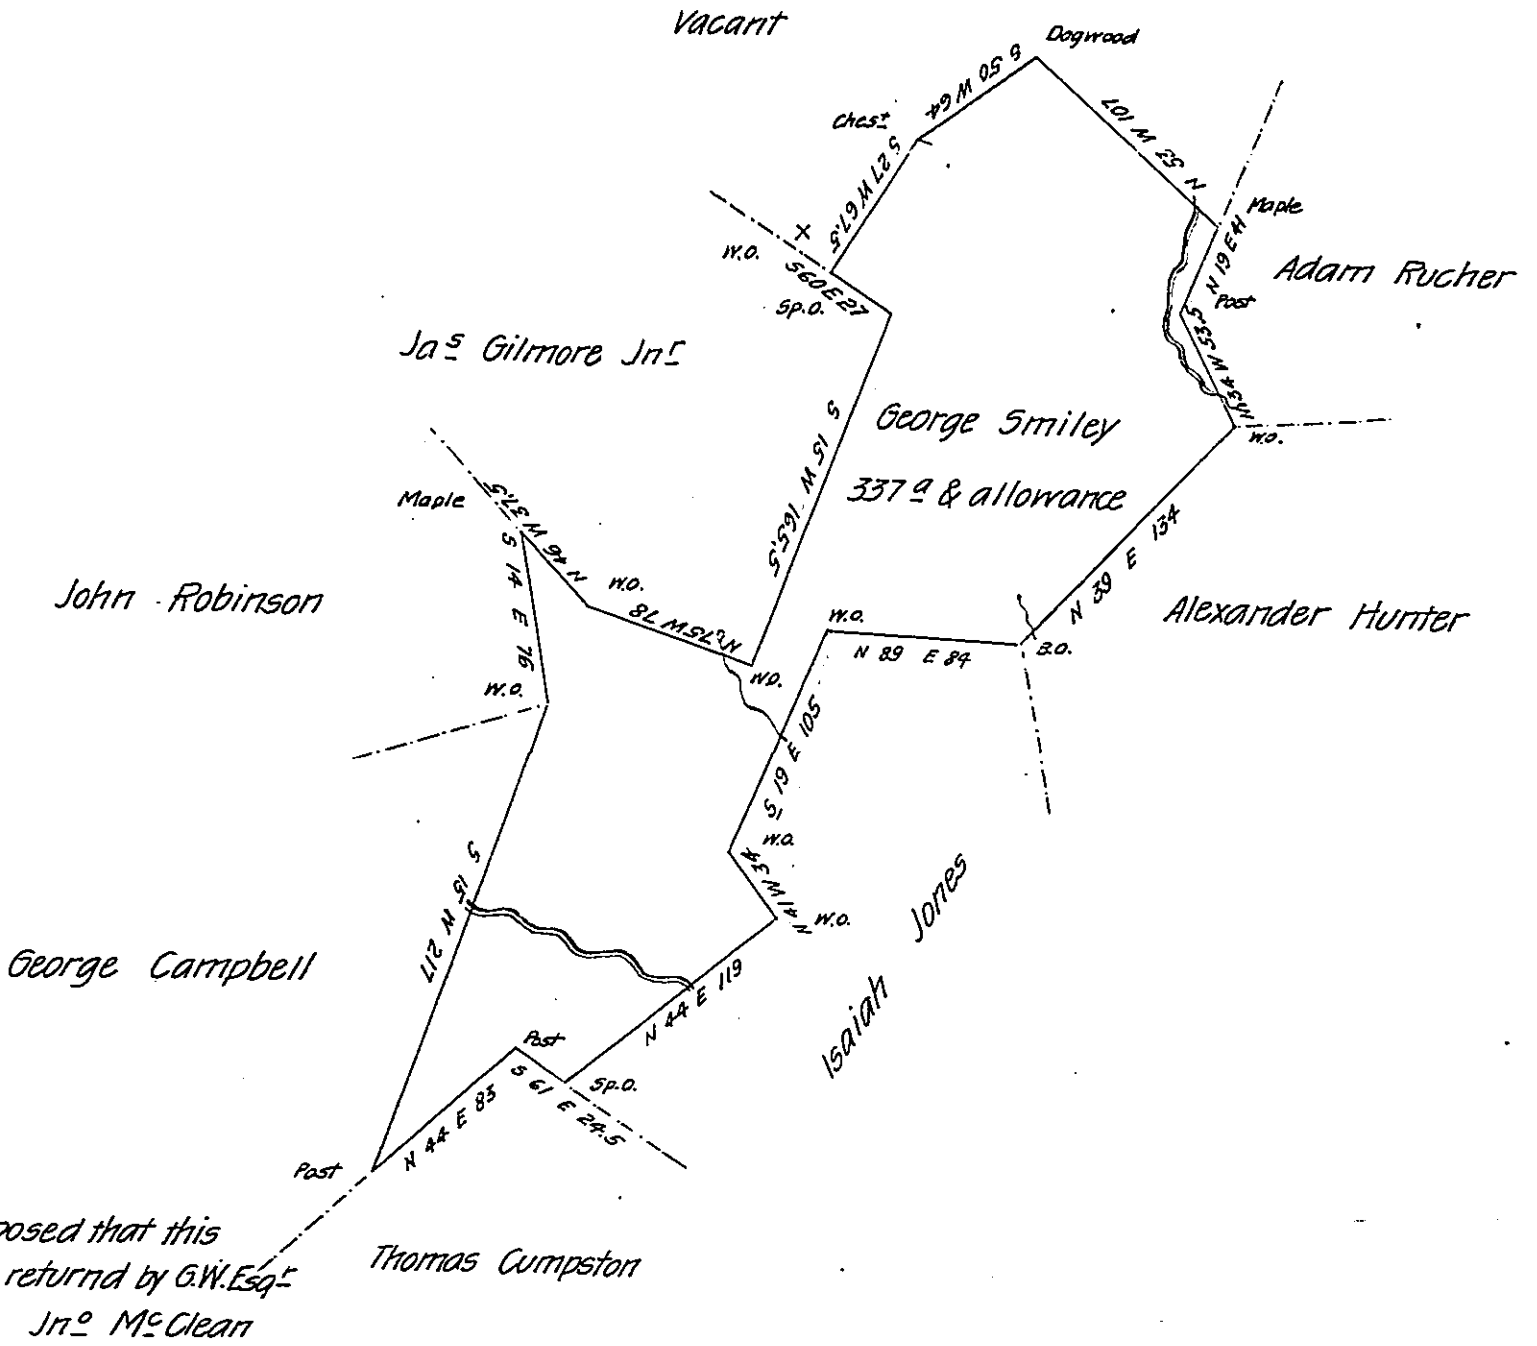 Vacant
Dogwood
S 50 W 64
N 52 W 107
Chest
S 27 W 67.5
Maple
N 19 E 41
Adam Rucher
X
W.O.
S 60 E 27
Sp.O.
Post
N 34 W 53.5
W.O.
Jas Gilmore Jnr
George Smiley
337 a & allowance
S 15 W 165.5
Maple
N 46 W 37.5
S 14 E 76
W.O.
N 75 W 78
W.O.
John Robinson
N 39 E 134
Alexander Hunter
W.O.
N 89 E 84
B.O.
W.O.
S 19 E 105
W.O.
N 41 W 39
W.O.
Isaiah Jones
S 15 W 217
George Campbell
N 44 E 119
Post
Sp.O.
S 61 E 24.5
N 44 E 83
Post
posed that this
returnd by G.W. Esqr
Jno McClean
Thomas Cumpston